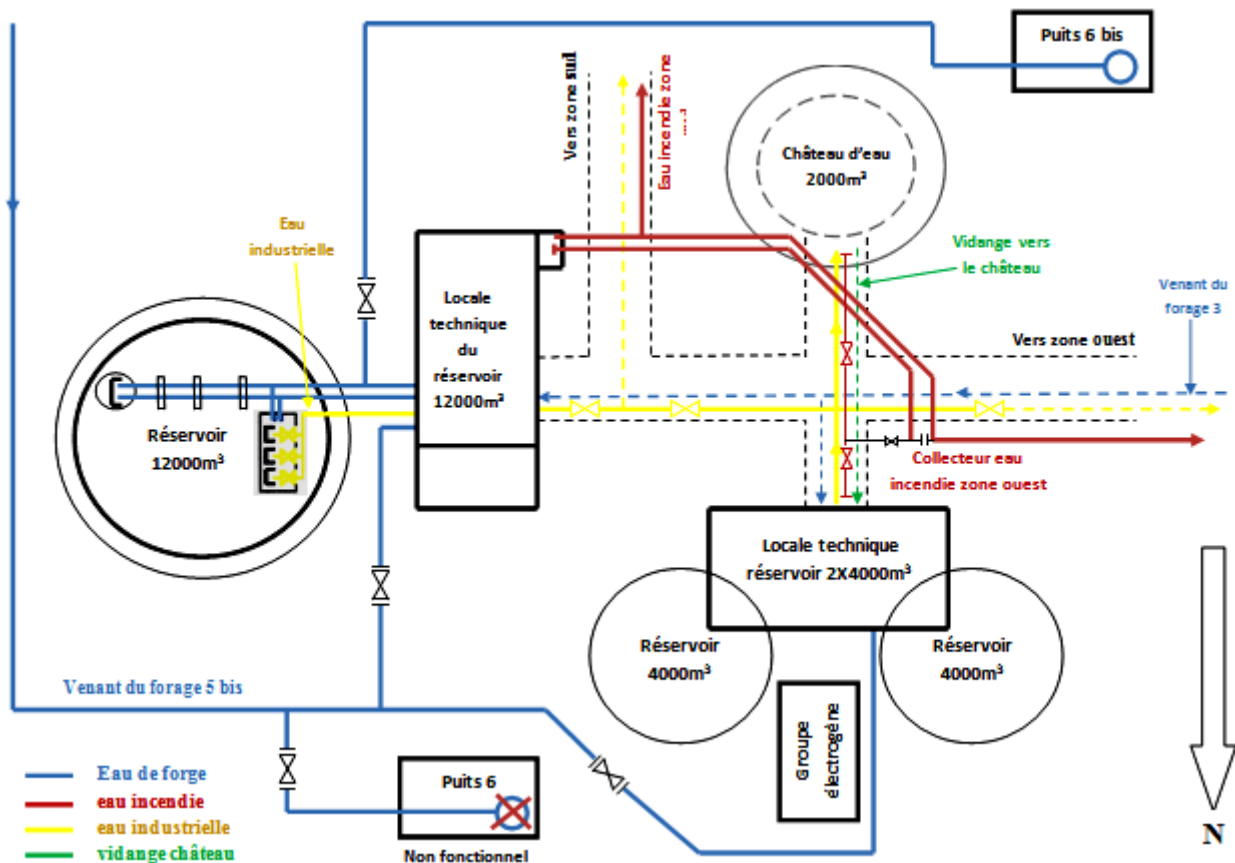 Puits 6 bis
Vers zone sud
Eau incendie zone
Château d'eau
2000m³
Eau
industrielle
Vidange vers
le château
Venant du
forage 3
Locale
technique
du
réservoir
12000m³
Vers zone ouest
Réservoir
12000m³
Collecteur eau
incendie zone ouest
Locale technique
réservoir 2X4000m³
Réservoir
4000m³
Réservoir
4000m³
Venant du forage 5 bis
Groupe
électrogène
Eau de forge
eau incendie
eau industrielle
vidange château
Puits 6
Non fonctionnel
N